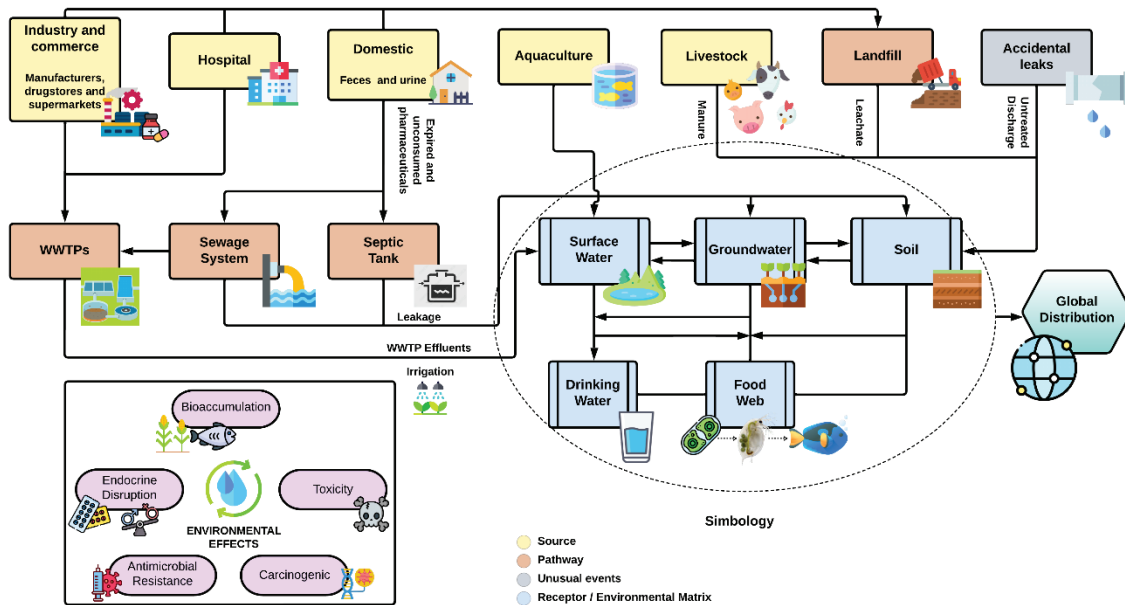 Industry and
commerce
Manufacturers,
drugstores and
supermarkets
Hospital
Domestic
Feces and urine
Aquaculture
Livestock
Landfill
Accidental
leaks
Expired and
unconsumed
pharmaceuticals
Manure
Leachate
Untreated
Discharge
WWTPs
Sewage
System
Septic
Tank
Surface
Water
Groundwater
Soil
Leakage
Global
Distribution
WWTP Effluents
Irrigation
Drinking
Water
Food
Web
Bioaccumulation
Endocrine
Disruption
Toxicity
ENVIRONMENTAL
EFFECTS
Antimicrobial
Resistance
Carcinogenic
Simbology
Source
Pathway
Unusual events
Receptor / Environmental Matrix